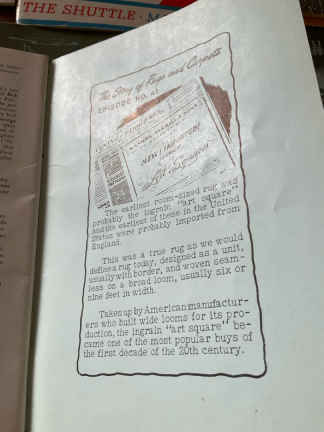 THE SHUTTLE
The Story of Rugs and Carpets
EPISODE NO. 41
NEW
The earliest room-sized rug was
probably the ingrain "art square"
and the earliest of these in the United
States were probably imported from
England.
This was a true rug as we would
define a rug today, designed as a unit,
usually with border, and woven seam-
less on a broad loom, usually six or
nine feet in width.
Taken up by American manufactur-
ers who built wide looms for its pro-
duction, the ingrain "art square" be-
came one of the most popular buys of
the first decade of the 20th century.